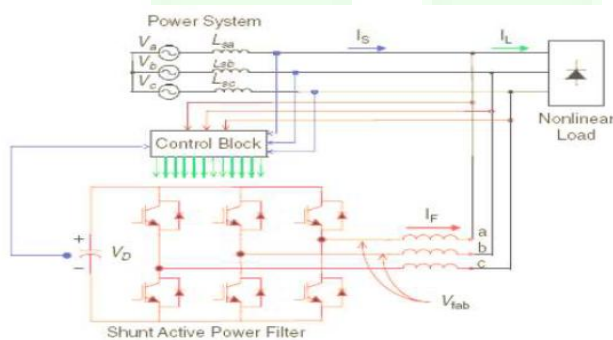 Power System
Va
Lsa
IS
IL
Vb
Lsb
Vc
Lsc
Nonlinear
Load
Control Block
+
VD
−
IF
a
b
c
Vfab
Shunt Active Power Filter